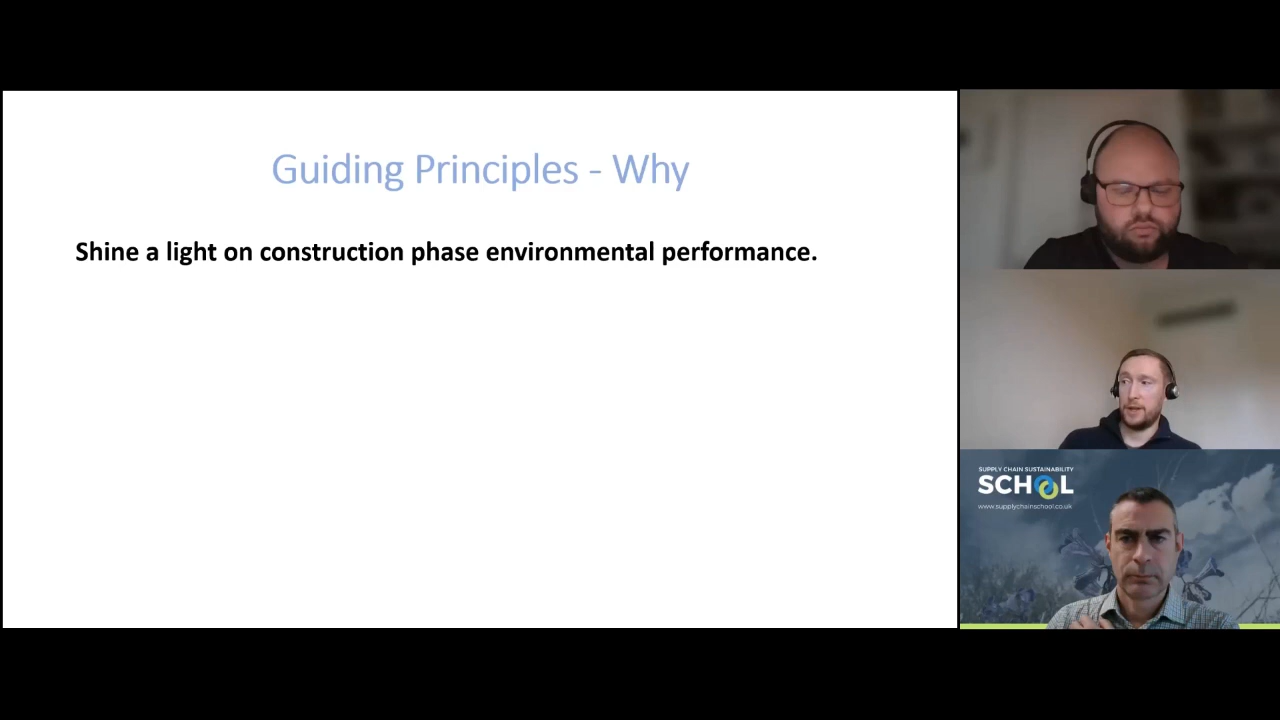 Guiding Principles - Why
Shine a light on construction phase environmental performance.
SUPPLY CHAIN SUSTAINABILITY
SCHOOL
www.supplychainschool.co.uk